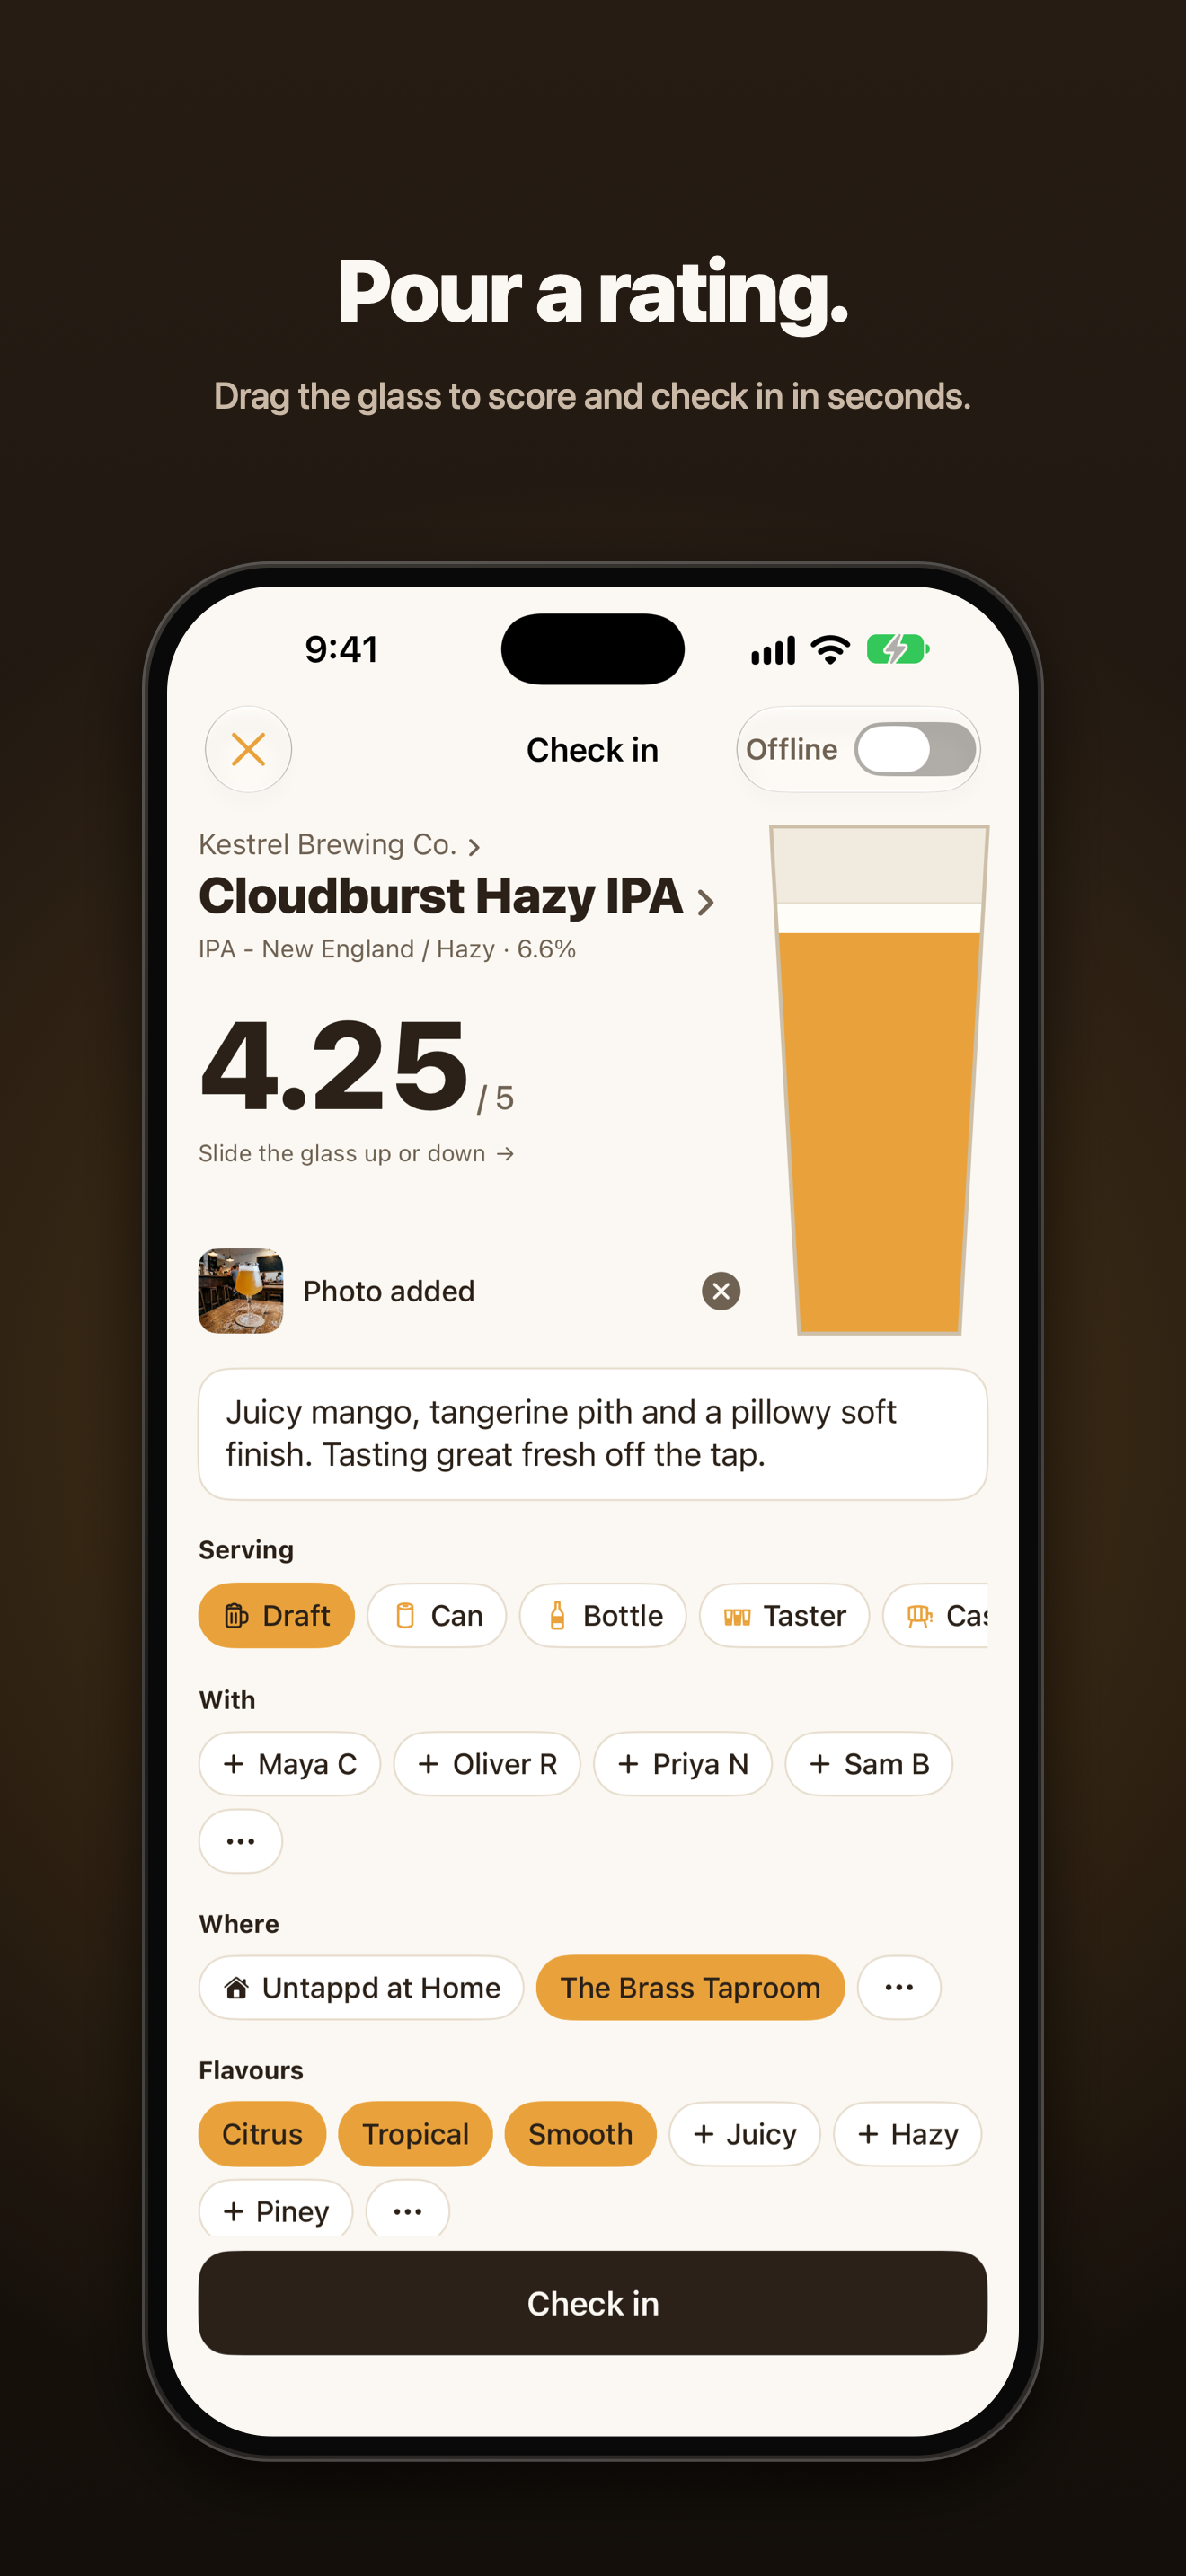 Pour a rating.
Drag the glass to score and check in in seconds.
9:41
Check in
Offline
Kestrel Brewing Co.
Cloudburst Hazy IPA
IPA - New England / Hazy · 6.6%
4.25 / 5
Slide the glass up or down →
Photo added
Juicy mango, tangerine pith and a pillowy soft
finish. Tasting great fresh off the tap.
Serving
Draft Can Bottle Taster Cas
With
+ Maya C + Oliver R + Priya N + Sam B
...
Where
Untappd at Home The Brass Taproom ...
Flavours
Citrus Tropical Smooth + Juicy + Hazy
+ Piney ...
Check in